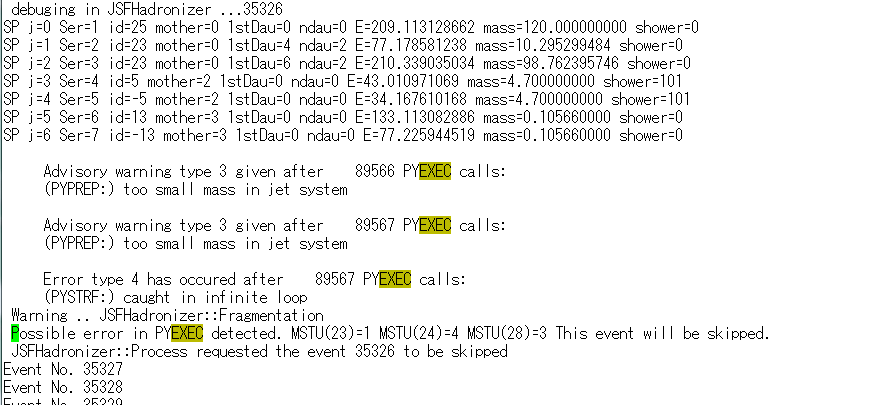 debuging in JSFHadronizer ...35326
SP j=0 Ser=1 id=25 mother=0 1stDau=0 ndau=0 E=209.113128662 mass=120.000000000 shower=0
SP j=1 Ser=2 id=23 mother=0 1stDau=4 ndau=2 E=77.178581238 mass=10.295299484 shower=0
SP j=2 Ser=3 id=23 mother=0 1stDau=6 ndau=2 E=210.339035034 mass=98.762395746 shower=0
SP j=3 Ser=4 id=5 mother=2 1stDau=0 ndau=0 E=43.010971069 mass=4.700000000 shower=101
SP j=4 Ser=5 id=-5 mother=2 1stDau=0 ndau=0 E=34.167610168 mass=4.700000000 shower=101
SP j=5 Ser=6 id=13 mother=3 1stDau=0 ndau=0 E=133.113082886 mass=0.105660000 shower=0
SP j=6 Ser=7 id=-13 mother=3 1stDau=0 ndau=0 E=77.225944519 mass=0.105660000 shower=0
Advisory warning type 3 given after 89566 PYEXEC calls:
(PYPREP:) too small mass in jet system
Advisory warning type 3 given after 89567 PYEXEC calls:
(PYPREP:) too small mass in jet system
Error type 4 has occured after 89567 PYEXEC calls:
(PYSTRF:) caught in infinite loop
Warning .. JSFHadronizer::Fragmentation
Possible error in PYEXEC detected. MSTU(23)=1 MSTU(24)=4 MSTU(28)=3 This event will be skipped.
JSFHadronizer::Process requested the event 35326 to be skipped
Event No. 35327
Event No. 35328
Event No. 35329